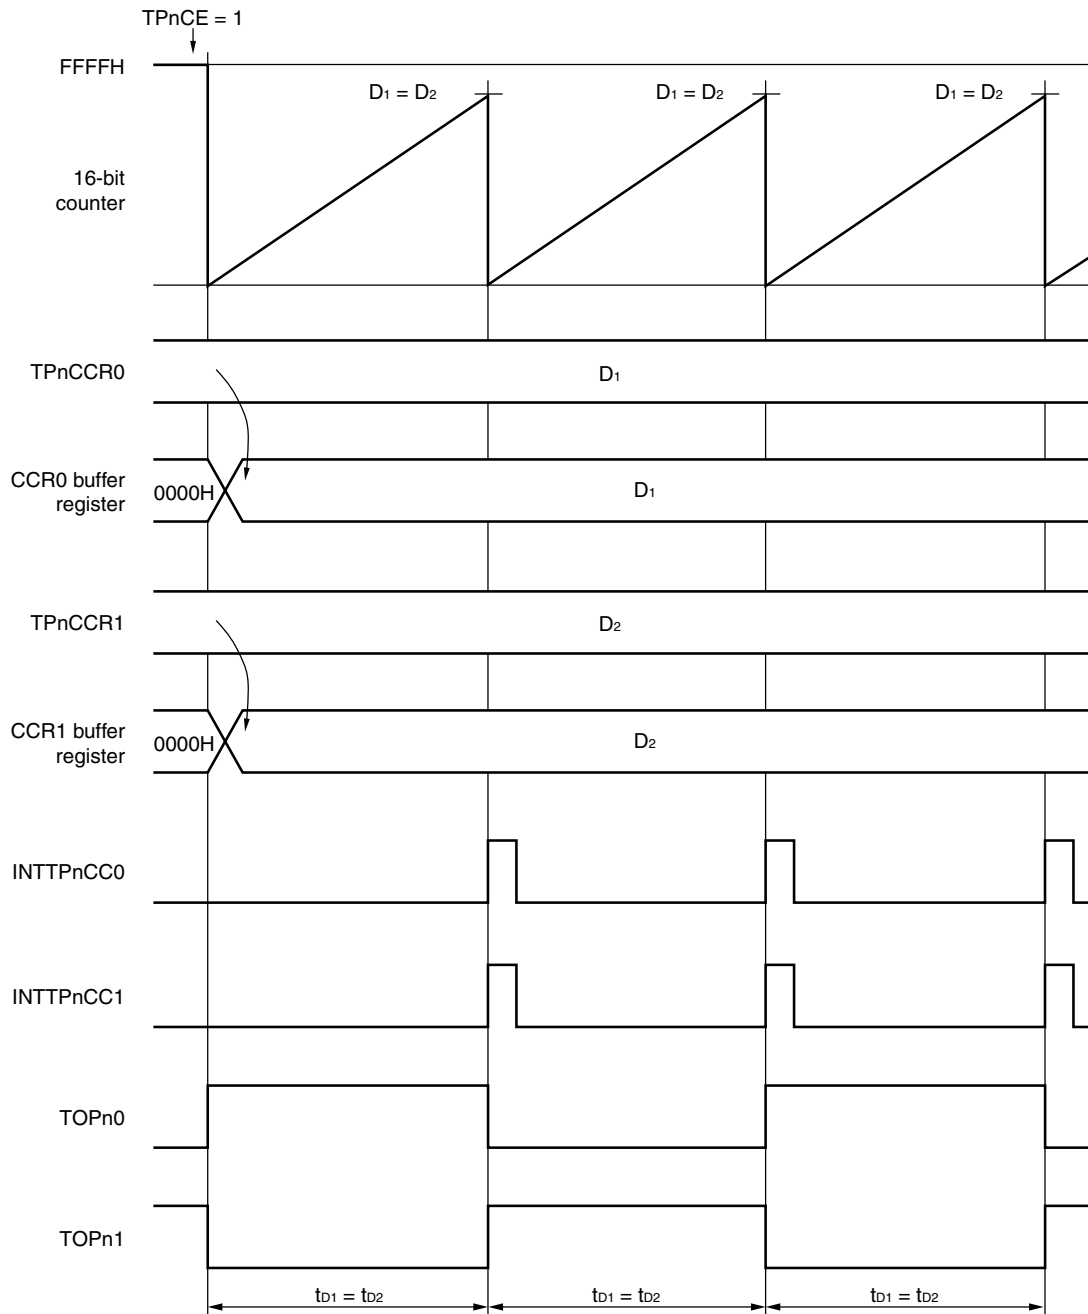 TPnCE = 1
FFFFH
D1 = D2 D1 = D2 D1 = D2
16-bit
counter
TPnCCR0
D1
CCR0 buffer
register
0000H
D1
TPnCCR1
D2
CCR1 buffer
register
0000H
D2
INTTPnCC0
INTTPnCC1
TOPn0
TOPn1
tD1 = tD2 tD1 = tD2 tD1 = tD2